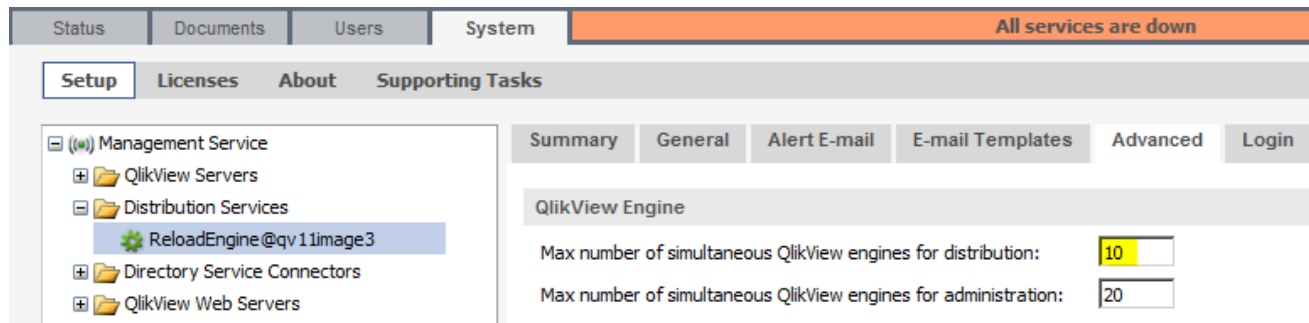 Status Documents Users System All services are down
Setup Licenses About Supporting Tasks
Management Service
QlikView Servers
Distribution Services
ReloadEngine@qv11image3
Directory Service Connectors
QlikView Web Servers
Summary General Alert E-mail E-mail Templates Advanced Login
QlikView Engine
Max number of simultaneous QlikView engines for distribution: 10
Max number of simultaneous QlikView engines for administration: 20